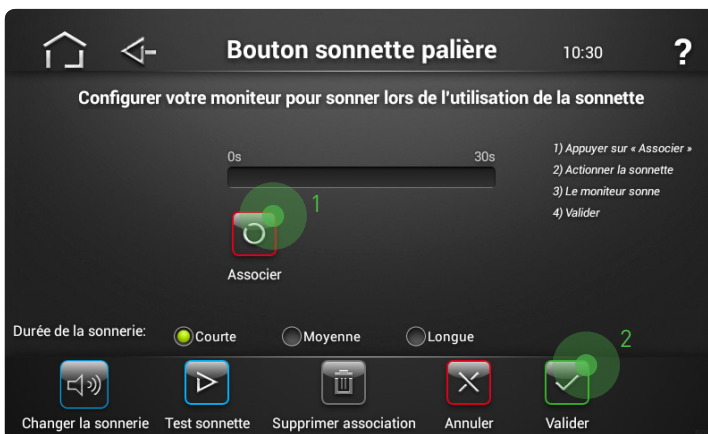 Bouton sonnette palière
10:30
?
Configurer votre moniteur pour sonner lors de l'utilisation de la sonnette
0s
30s
1) Appuyer sur « Associer »
2) Actionner la sonnette
3) Le moniteur sonne
4) Valider
1
Associer
Durée de la sonnerie:
Courte
Moyenne
Longue
2
Changer la sonnerie
Test sonnette
Supprimer association
Annuler
Valider